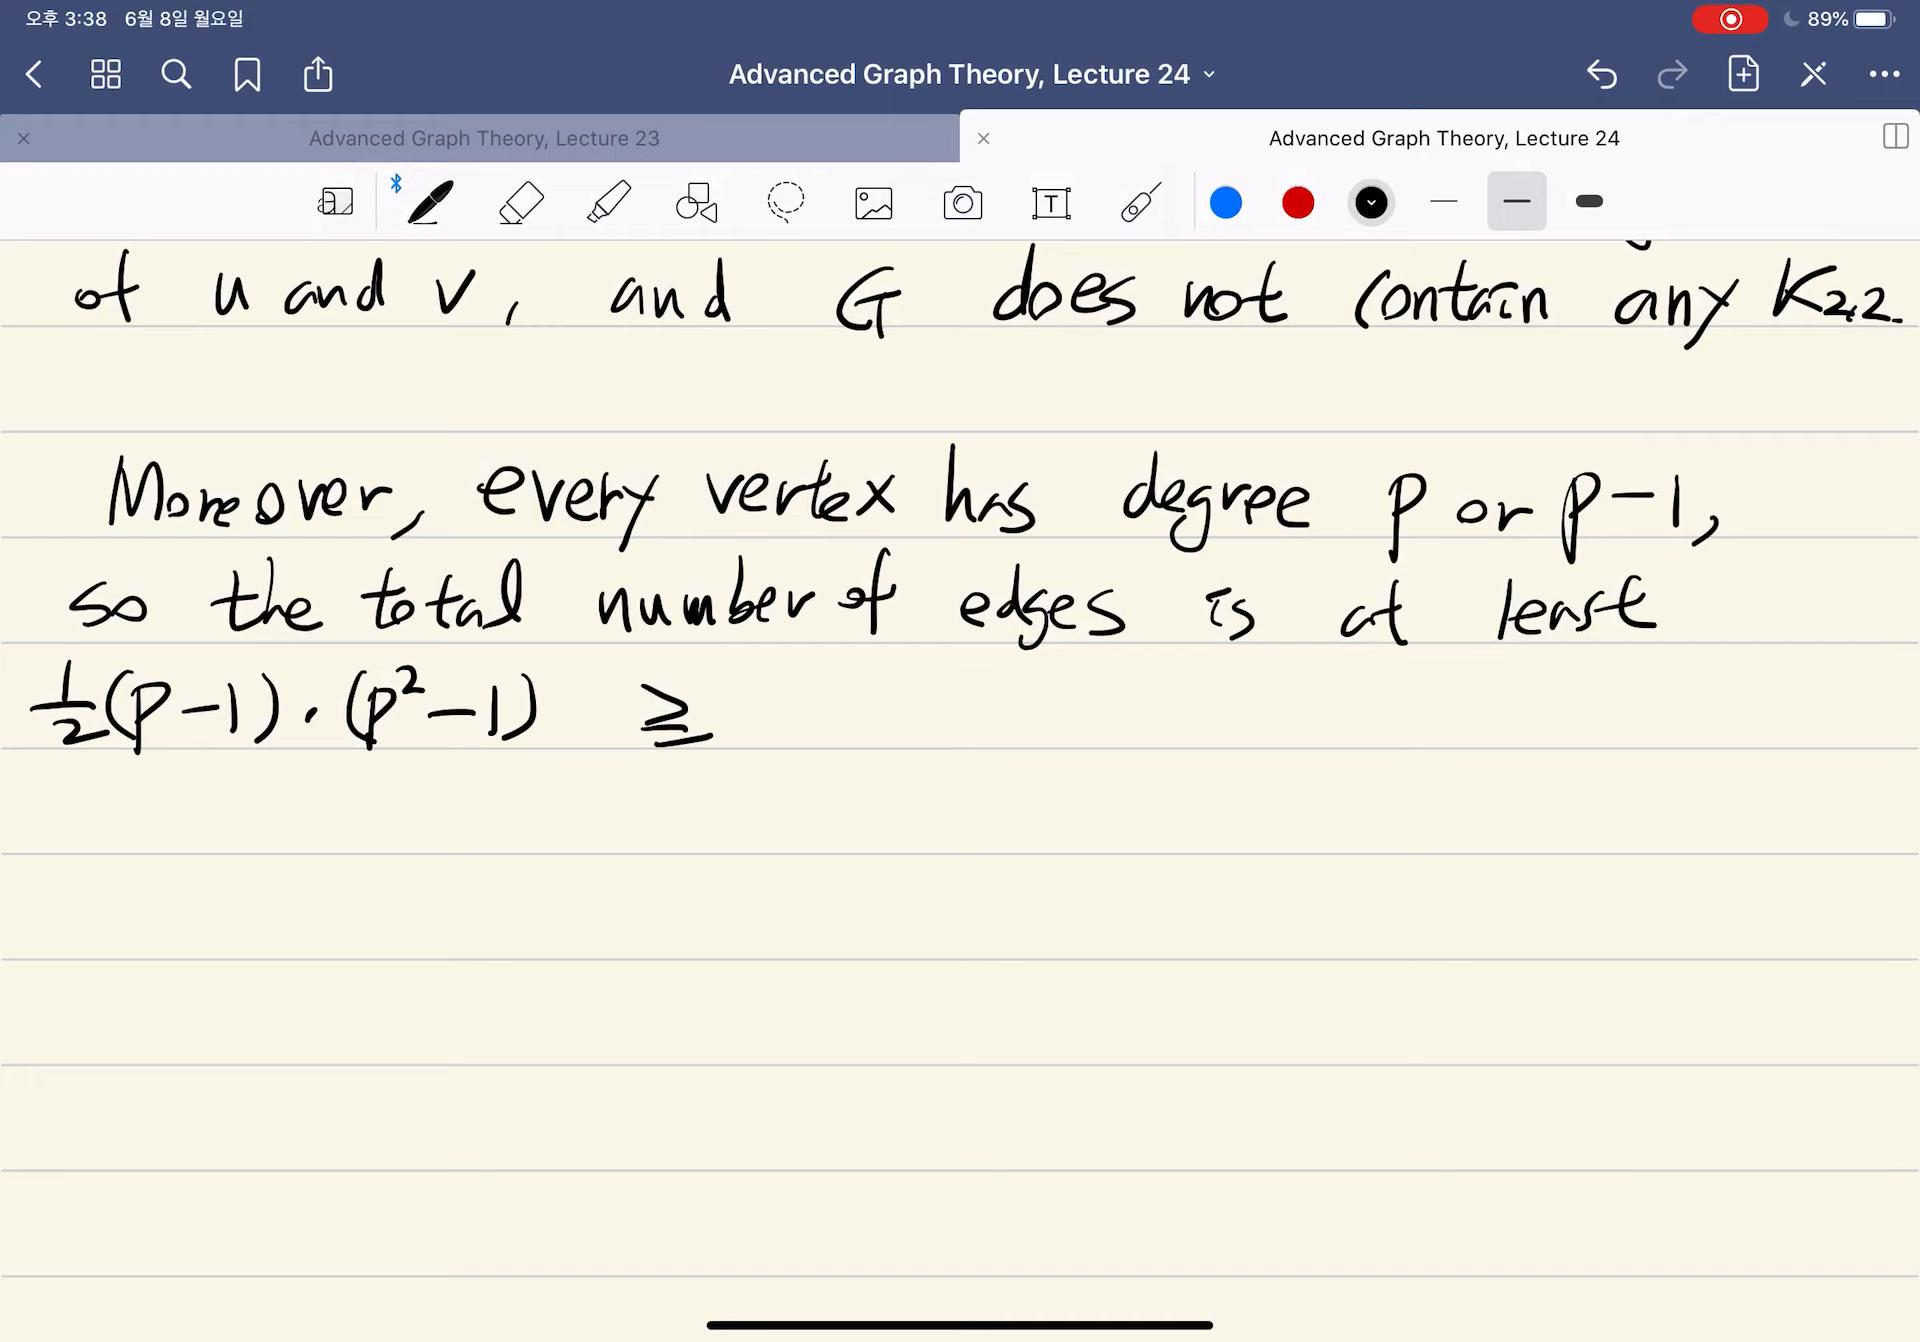 오후 3:38 6월 8일 월요일 89%
Advanced Graph Theory, Lecture 24
Advanced Graph Theory, Lecture 23 Advanced Graph Theory, Lecture 24
a T
of u and v, and G does not contain any K2,2.
Moreover, every vertex has degree p or p-1,
so the total number of edges is at least
1/2(p-1)·(p²-1) ≥